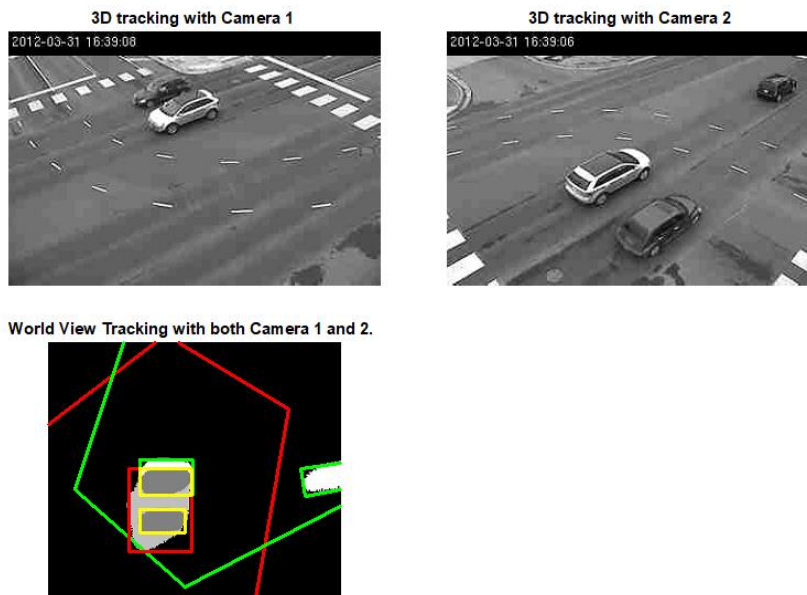 3D tracking with Camera 1
3D tracking with Camera 2
2012-03-31 16:39:08
2012-03-31 16:39:06
World View Tracking with both Camera 1 and 2.